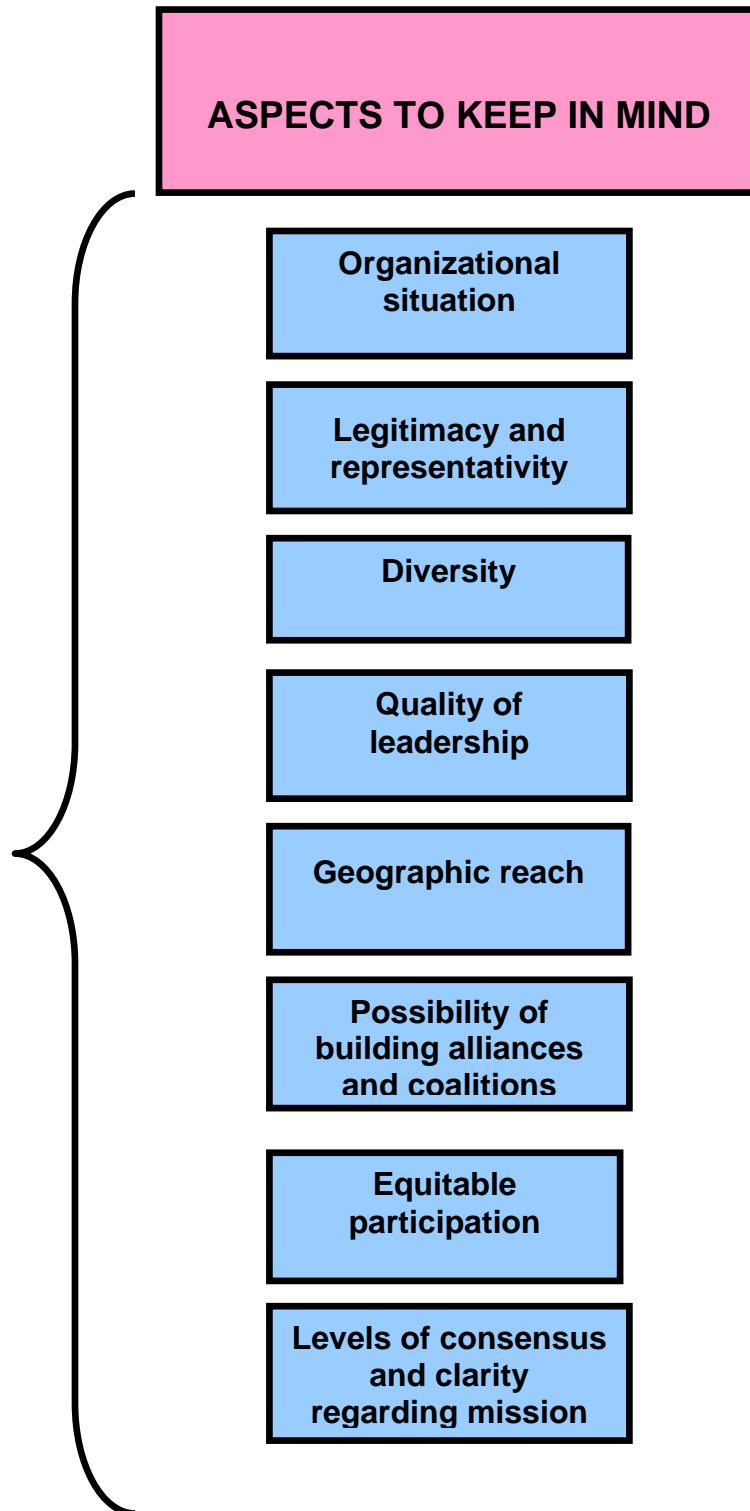 ASPECTS TO KEEP IN MIND
Organizational
situation
Legitimacy and
representativity
Diversity
Quality of
leadership
Geographic reach
Possibility of
building alliances
and coalitions
Equitable
participation
Levels of consensus
and clarity
regarding mission